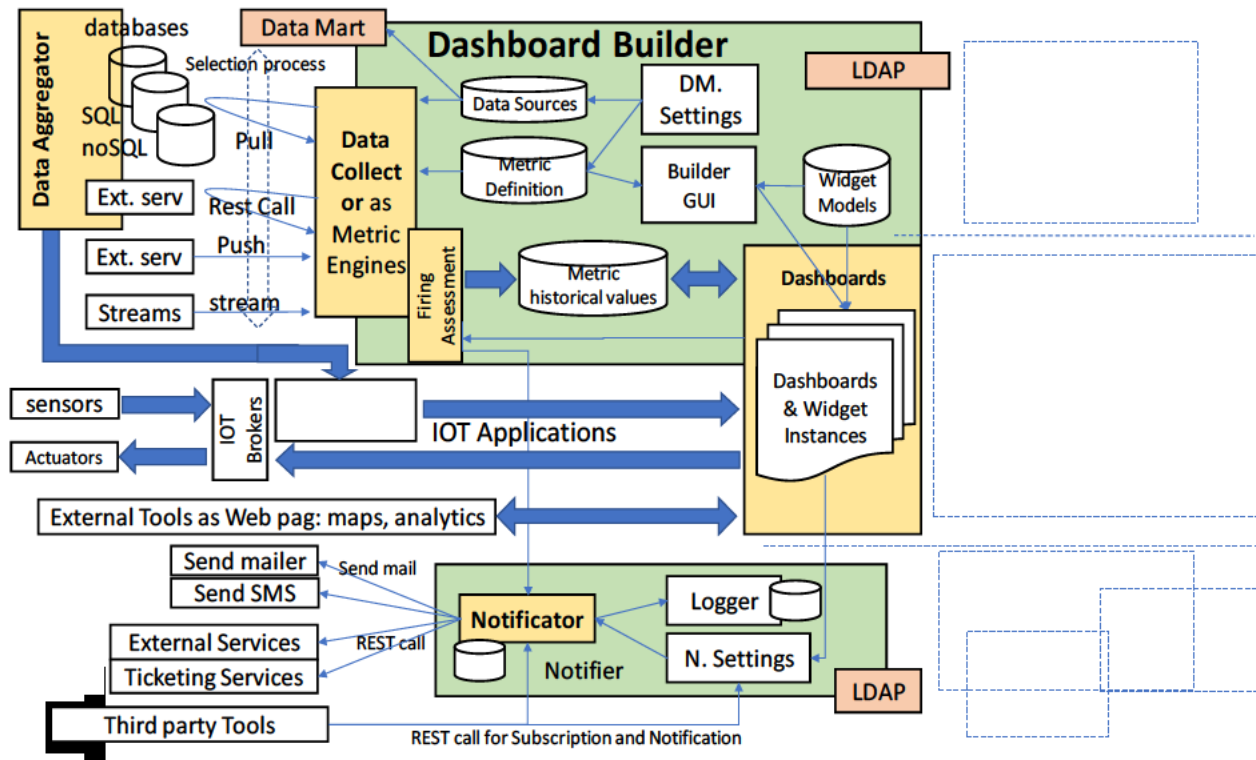 databases
Data Mart
Dashboard Builder
LDAP
Data Aggregator
Selection process
SQL
noSQL
Pull
Data
Collect
or as
Metric
Engines
Data Sources
DM.
Settings
Metric
Definition
Builder
GUI
Widget
Models
Ext. serv
Rest Call
Ext. serv
Push
Streams
stream
Firing
Assessment
Metric
historical values
Dashboards
Dashboards
& Widget
Instances
sensors
Actuators
IOT
Brokers
IOT Applications
External Tools as Web pag: maps, analytics
Send mailer
Send mail
Send SMS
External Services
REST call
Ticketing Services
Notificator
Logger
N. Settings
Notifier
LDAP
Third party Tools
REST call for Subscription and Notification